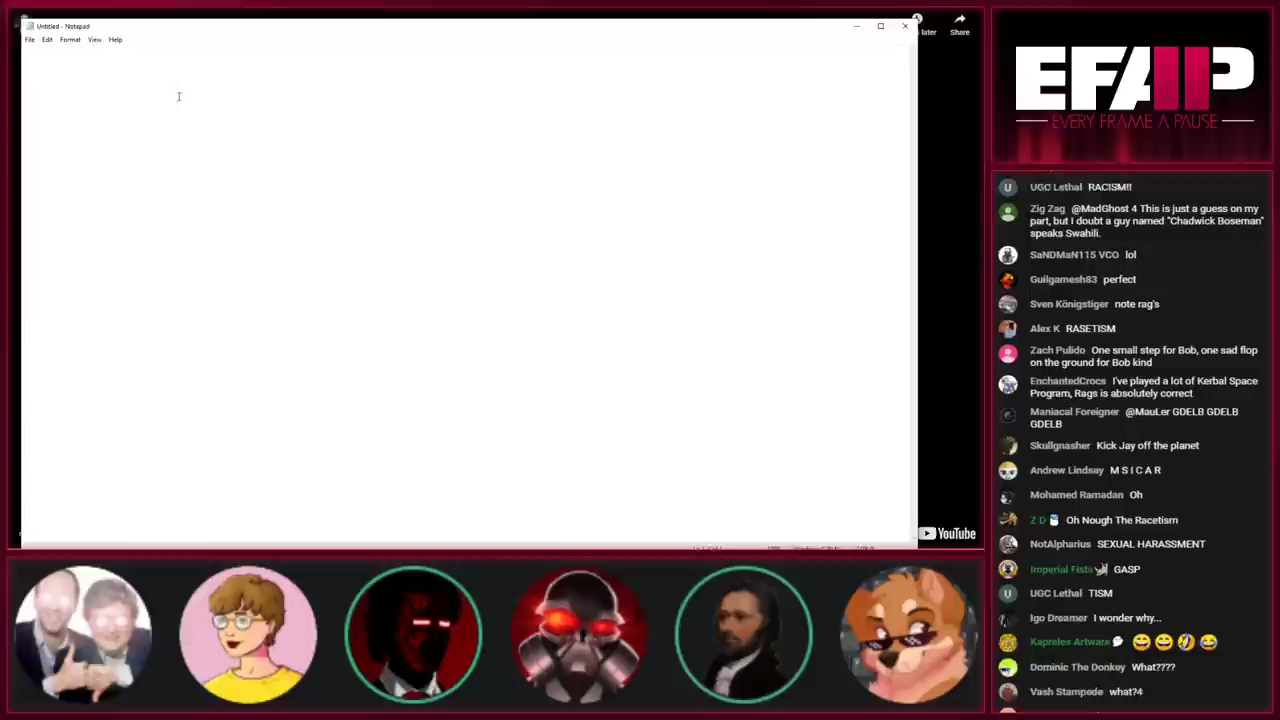 Untitled - Notepad
File Edit Format View Help
later
Share
YouTube
EFAP
EVERY FRAME A PAUSE
U UGC Lethal RACISM!!
Zig Zag @MadGhost 4 This is just a guess on my
part, but I doubt a guy named "Chadwick Boseman"
speaks Swahili.
SaNDMaN115 VCO lol
Guilgamesh83 perfect
Sven Königstiger note rag's
Alex K RASETISM
Zach Pulido One small step for Bob, one sad flop
on the ground for Bob kind
EnchantedCrocs I've played a lot of Kerbal Space
Program, Rags is absolutely correct
Maniacal Foreigner @MauLer GDELB GDELB
GDELB
Skullgnasher Kick Jay off the planet
Andrew Lindsay M S I C A R
Mohamed Ramadan Oh
Z D Oh Nough The Racetism
NotAlpharius SEXUAL HARASSMENT
Imperial Fists GASP
U UGC Lethal TISM
Igo Dreamer I wonder why...
Kapreles Artwate 😄 😄 🤣 😂
Dominic The Donkey What????
Vash Stampede what?4